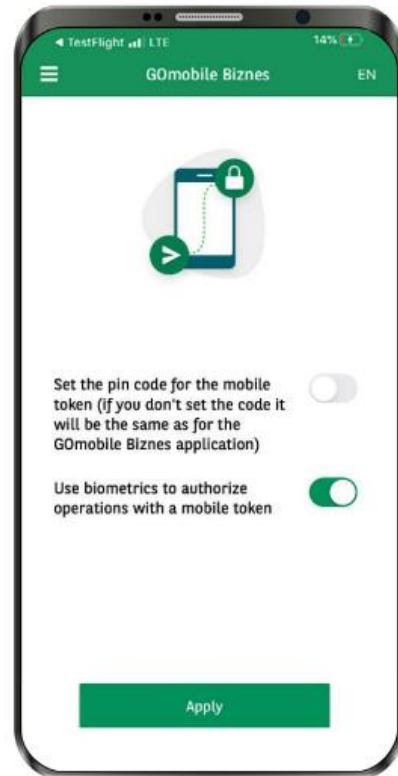 ◀ TestFlight LTE 14%
GOmobile Biznes EN
Set the pin code for the mobile
token (if you don't set the code it
will be the same as for the
GOmobile Biznes application)
Use biometrics to authorize
operations with a mobile token
Apply